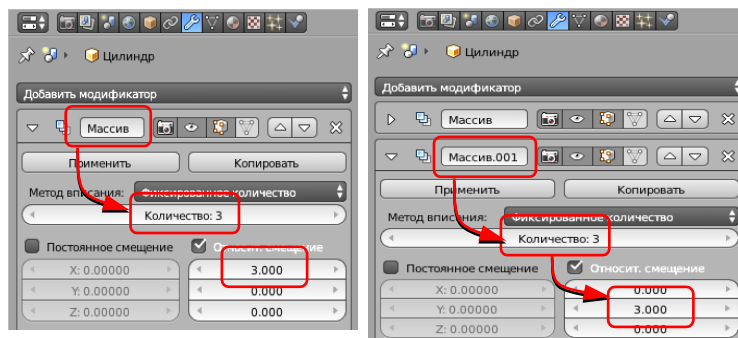 Цилиндр
Добавить модификатор
Массив
Применить Копировать
Метод вписания: Фиксированное количество
Количество: 3
Постоянное смещение Относит. смещение
X: 0.00000 3.000
Y: 0.00000 0.000
Z: 0.00000 0.000
Цилиндр
Добавить модификатор
Массив
Массив.001
Применить Копировать
Метод вписания: Фиксированное количество
Количество: 3
Постоянное смещение Относит. смещение
X: 0.00000 0.000
Y: 0.00000 3.000
Z: 0.00000 0.000